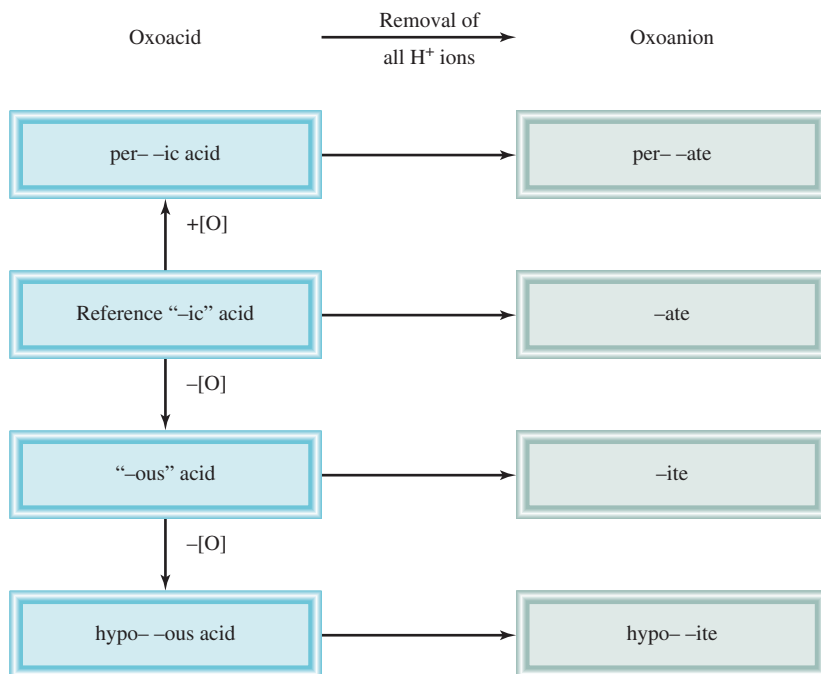 Oxoacid
Removal of
all H⁺ ions
Oxoanion
per– –ic acid
per– –ate
+[O]
Reference “–ic” acid
–ate
–[O]
“–ous” acid
–ite
–[O]
hypo– –ous acid
hypo– –ite